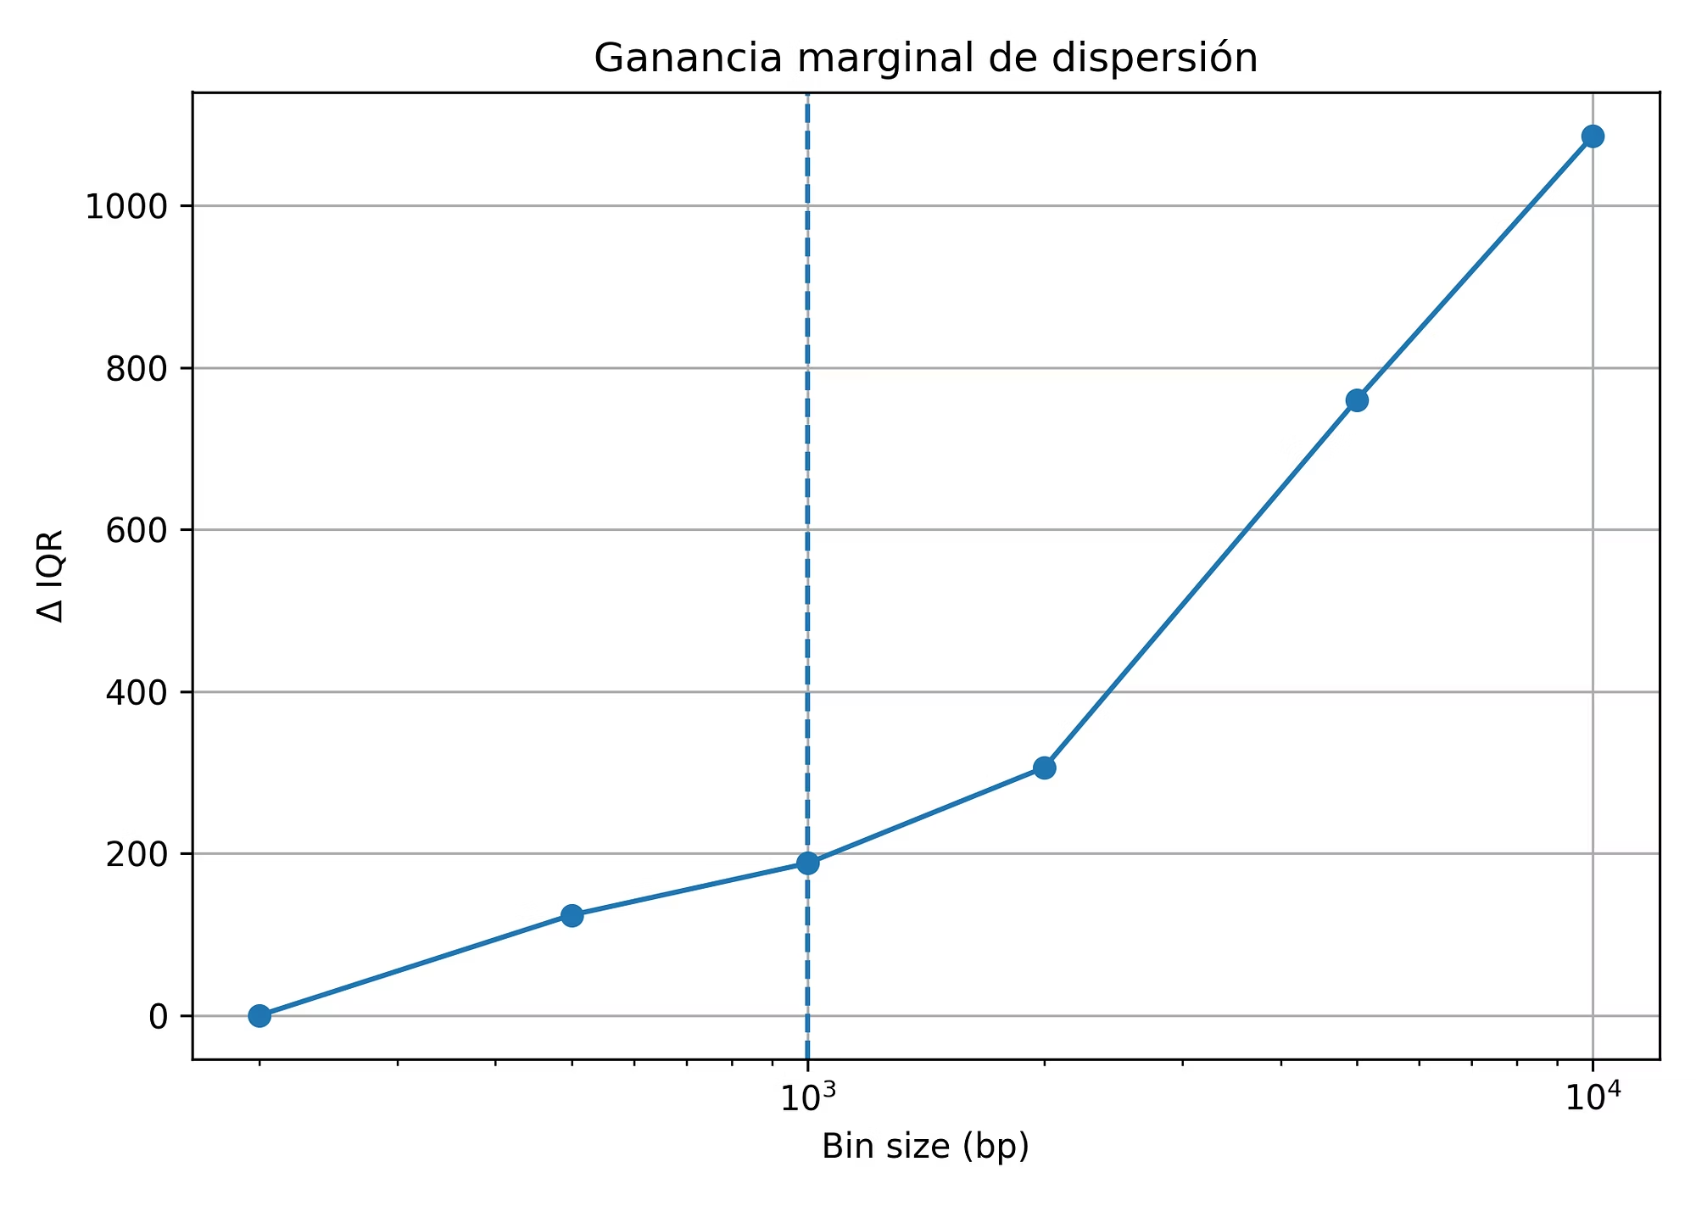 Ganancia marginal de dispersión
1000
800
600
400
200
0
Δ IQR
10³
10⁴
Bin size (bp)